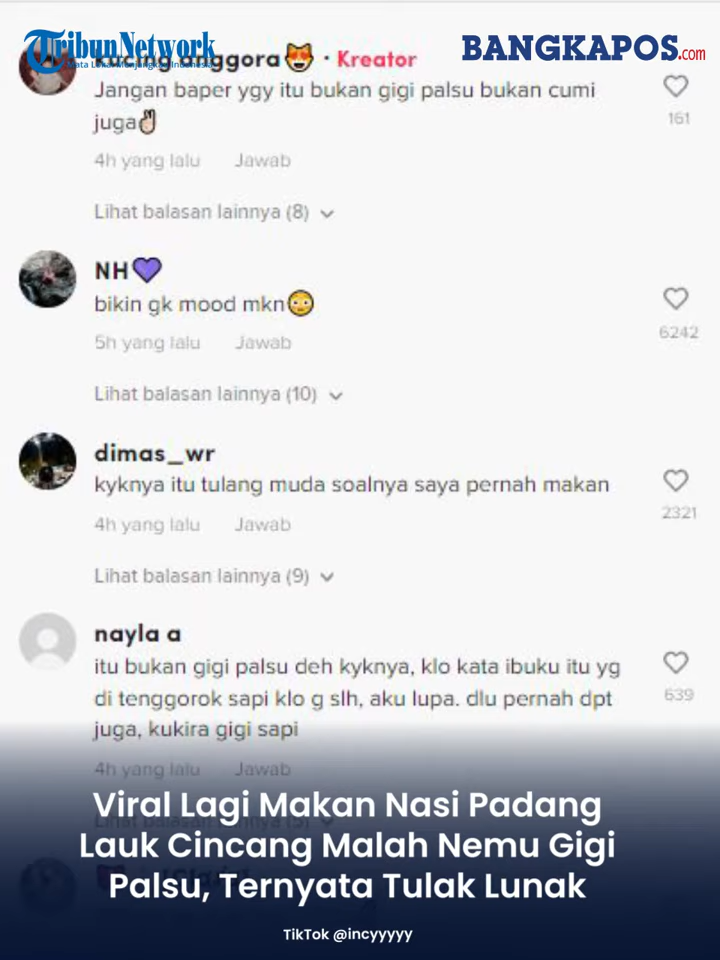 TribunNetwork
BANGKAPOS.com
kucing anggora😻 · Kreator
Jangan baper ygy itu bukan gigi palsu bukan cumi
juga✌🏻
161
4h yang lalu Jawab
Lihat balasan lainnya (8)
NH💜
bikin gk mood mkn😳
6242
5h yang lalu Jawab
Lihat balasan lainnya (10)
dimas_wr
kyknya itu tulang muda soalnya saya pernah makan
2321
4h yang lalu Jawab
Lihat balasan lainnya (9)
nayla a
itu bukan gigi palsu deh kyknya, klo kata ibuku itu yg
di tenggorok sapi klo g slh, aku lupa. dlu pernah dpt
639
juga, kukira gigi sapi
4h yang lalu Jawab
Viral Lagi Makan Nasi Padang
Lauk Cincang Malah Nemu Gigi
Palsu, Ternyata Tulak Lunak
TikTok @incyyyyy